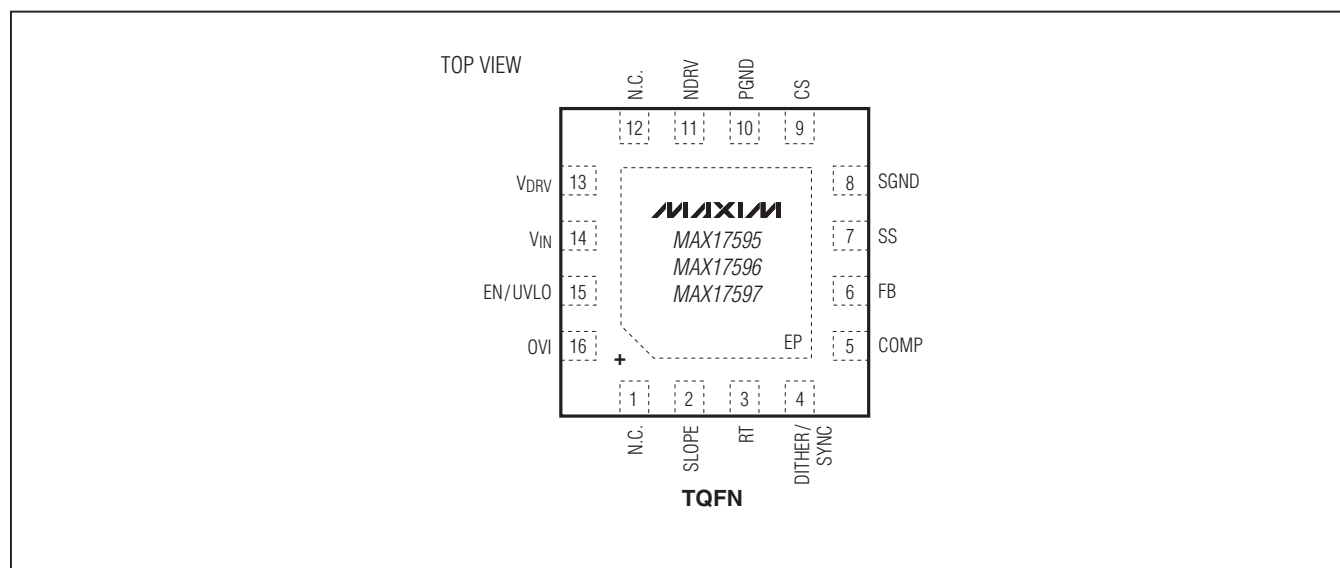 TOP VIEW
N.C.
NDRV
PGND
CS
12
11
10
9
VDRV 13
8 SGND
VIN 14
7 SS
EN/UVLO 15
6 FB
OVI 16
5 COMP
MAXIM
MAX17595
MAX17596
MAX17597
EP
+
1
2
3
4
N.C.
SLOPE
RT
DITHER/
SYNC
TQFN